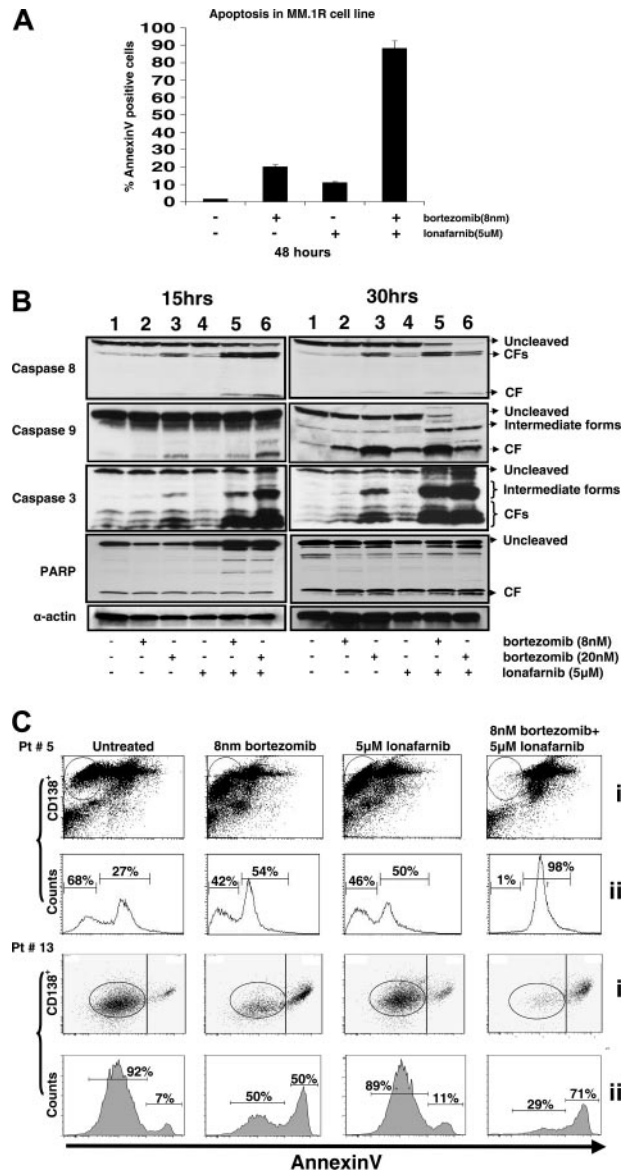 A
Apoptosis in MM.1R cell line
% AnnexinV positive cells
100
90
80
70
60
50
40
30
20
10
0
- + - + bortezomib(8nm)
- - + + lonafarnib(5uM)
48 hours
B
15hrs 30hrs
1 2 3 4 5 6 1 2 3 4 5 6
Caspase 8
Uncleaved
CFs
CF
Caspase 9
Uncleaved
Intermediate forms
CF
Caspase 3
Uncleaved
Intermediate forms
CFs
PARP
Uncleaved
CF
α-actin
- + - - + - - + - - + - bortezomib (8nM)
- - + - - + - - + - - + bortezomib (20nM)
- - - + + + - - - + + + lonafarnib (5µM)
C
Pt # 5
Untreated 8nm bortezomib 5µM lonafarnib 8nM bortezomib+
5µM lonafarnib
CD138+
i
Counts
68% 27% 42% 54% 46% 50% 1% 98%
ii
Pt # 13
CD138+
i
Counts
92% 7% 50% 50% 89% 11% 29% 71%
ii
AnnexinV